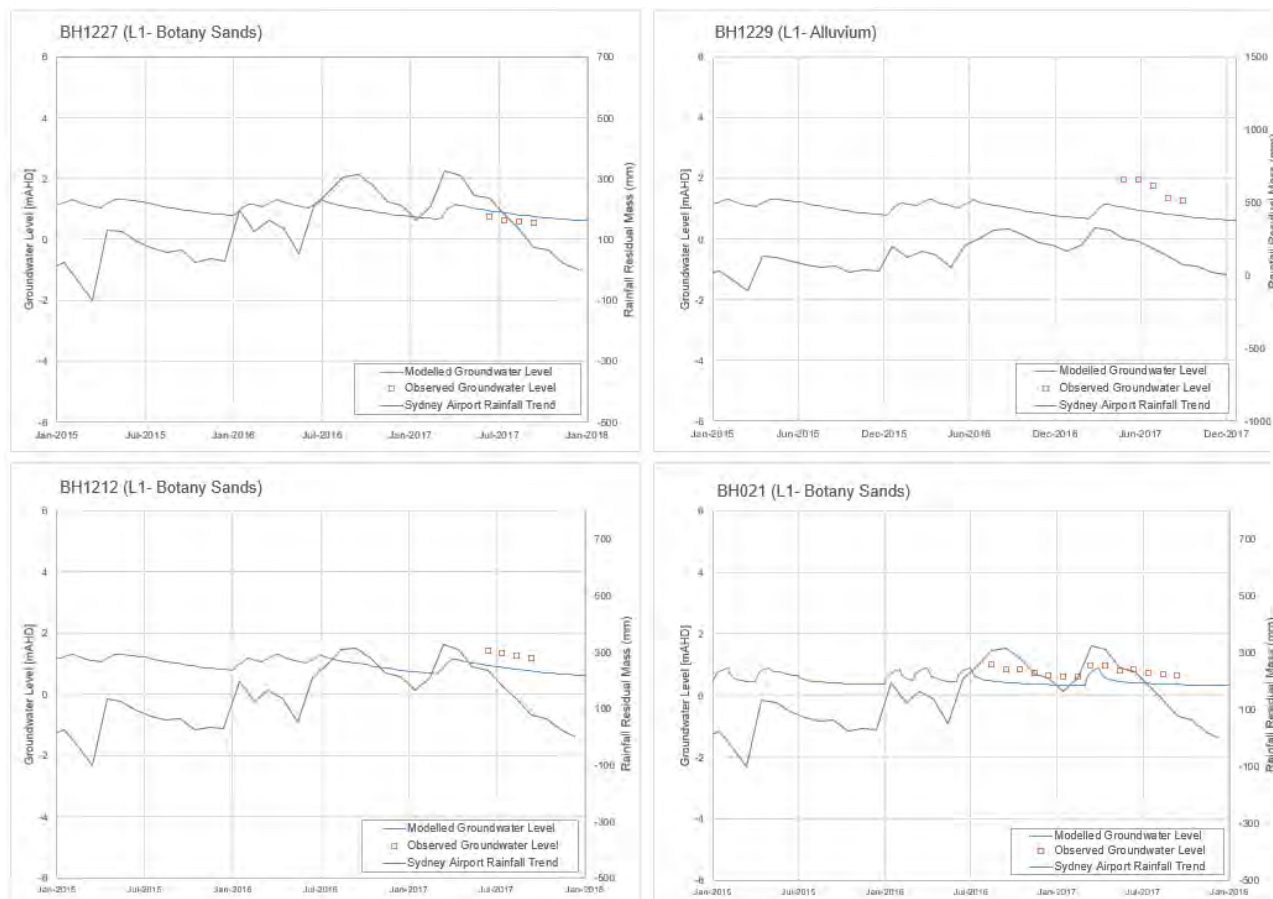 BH1227 (L1- Botany Sands)
6
4
2
0
-2
-4
-6
Groundwater Level [mAHD]
700
500
300
100
-100
-300
-500
Rainfall Residual Mass (mm)
Modelled Groundwater Level
Observed Groundwater Level
Sydney Airport Rainfall Trend
Jan-2015 Jul-2015 Jan-2016 Jul-2016 Jan-2017 Jul-2017 Jan-2018
BH1229 (L1- Alluvium)
6
4
2
0
-2
-4
-6
Groundwater Level [mAHD]
1500
1000
500
0
-500
-1000
Rainfall Residual Mass (mm)
Modelled Groundwater Level
Observed Groundwater Level
Sydney Airport Rainfall Trend
Jan-2015 Jun-2015 Dec-2015 Jun-2016 Dec-2016 Jun-2017 Dec-2017
BH1212 (L1- Botany Sands)
6
4
2
0
-2
-4
-6
Groundwater Level [mAHD]
700
500
300
100
-100
-300
-500
Rainfall Residual Mass (mm)
Modelled Groundwater Level
Observed Groundwater Level
Sydney Airport Rainfall Trend
Jan-2015 Jul-2015 Jan-2016 Jul-2016 Jan-2017 Jul-2017 Jan-2018
BH021 (L1- Botany Sands)
6
4
2
0
-2
-4
-6
Groundwater Level [mAHD]
700
500
300
100
-100
-300
-500
Rainfall Residual Mass (mm)
Modelled Groundwater Level
Observed Groundwater Level
Sydney Airport Rainfall Trend
Jan-2015 Jul-2015 Jan-2016 Jul-2016 Jan-2017 Jul-2017 Jan-2018